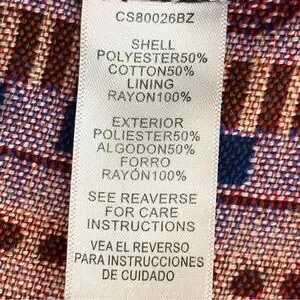 CS80026BZ
SHELL
POLYESTER50%
COTTON50%
LINING
RAYON100%
EXTERIOR
POLIESTER50%
ALGODON50%
FORRO
RAYÓN100%
SEE REAVERSE
FOR CARE
INSTRUCTIONS
VEA EL REVERSO
PARA INSTRUCCIONES
DE CUIDADO